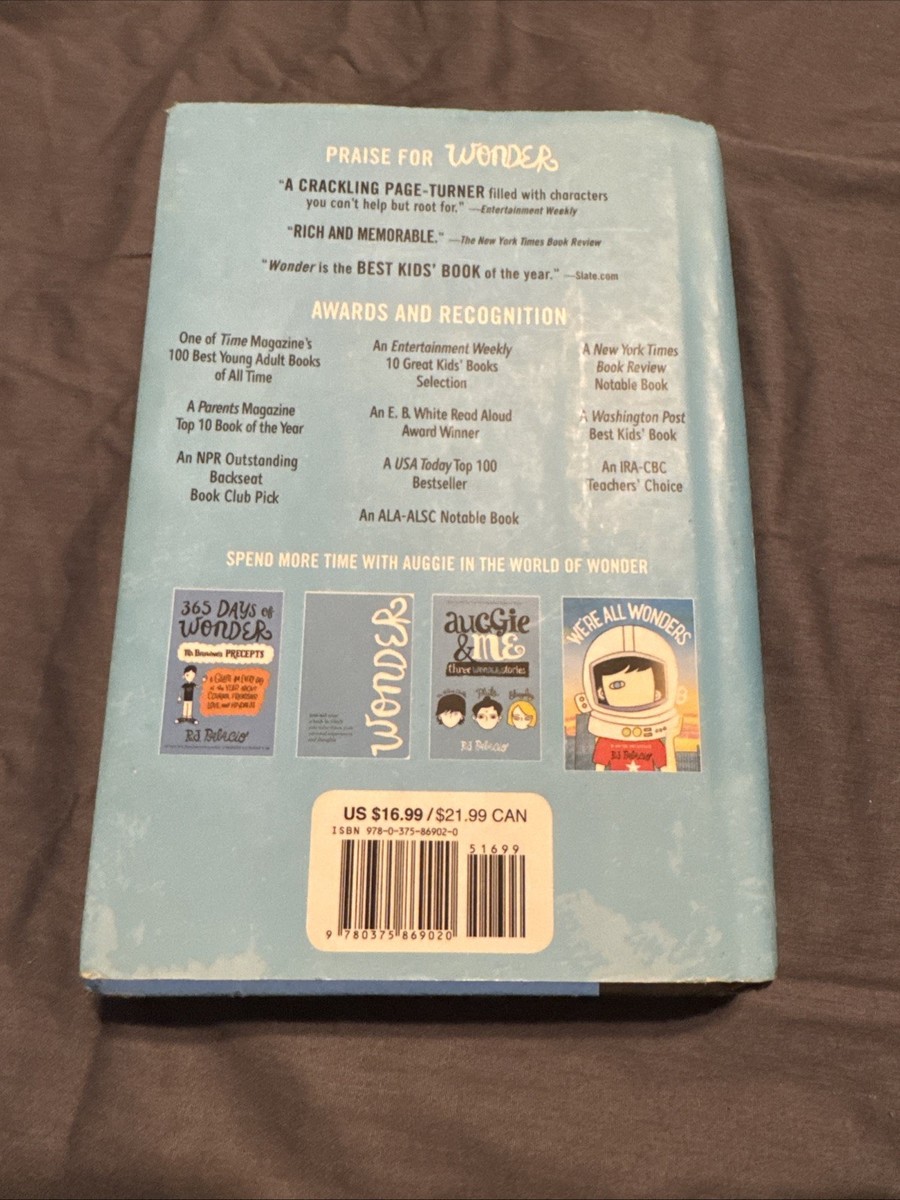 PRAISE FOR WONDER
"A CRACKLING PAGE-TURNER filled with characters
you can't help but root for." —Entertainment Weekly
"RICH AND MEMORABLE." —The New York Times Book Review
"Wonder is the BEST KIDS' BOOK of the year." —Slate.com
AWARDS AND RECOGNITION
One of Time Magazine's
100 Best Young Adult Books
of All Time
An Entertainment Weekly
10 Great Kids' Books
Selection
A New York Times
Book Review
Notable Book
A Parents Magazine
Top 10 Book of the Year
An E. B. White Read Aloud
Award Winner
A Washington Post
Best Kids' Book
An NPR Outstanding
Backseat
Book Club Pick
A USA Today Top 100
Bestseller
An IRA-CBC
Teachers' Choice
An ALA-ALSC Notable Book
SPEND MORE TIME WITH AUGGIE IN THE WORLD OF WONDER
365 DAYS of
WONDER
Mr. Browne's PRECEPTS
RJ Palacio
WONDER
auggie
& ME
three WONDER stories
RJ Palacio
WE'RE ALL WONDERS
RJ Palacio
US $16.99 / $21.99 CAN
ISBN 978-0-375-86902-0
51699
9 780375 869020